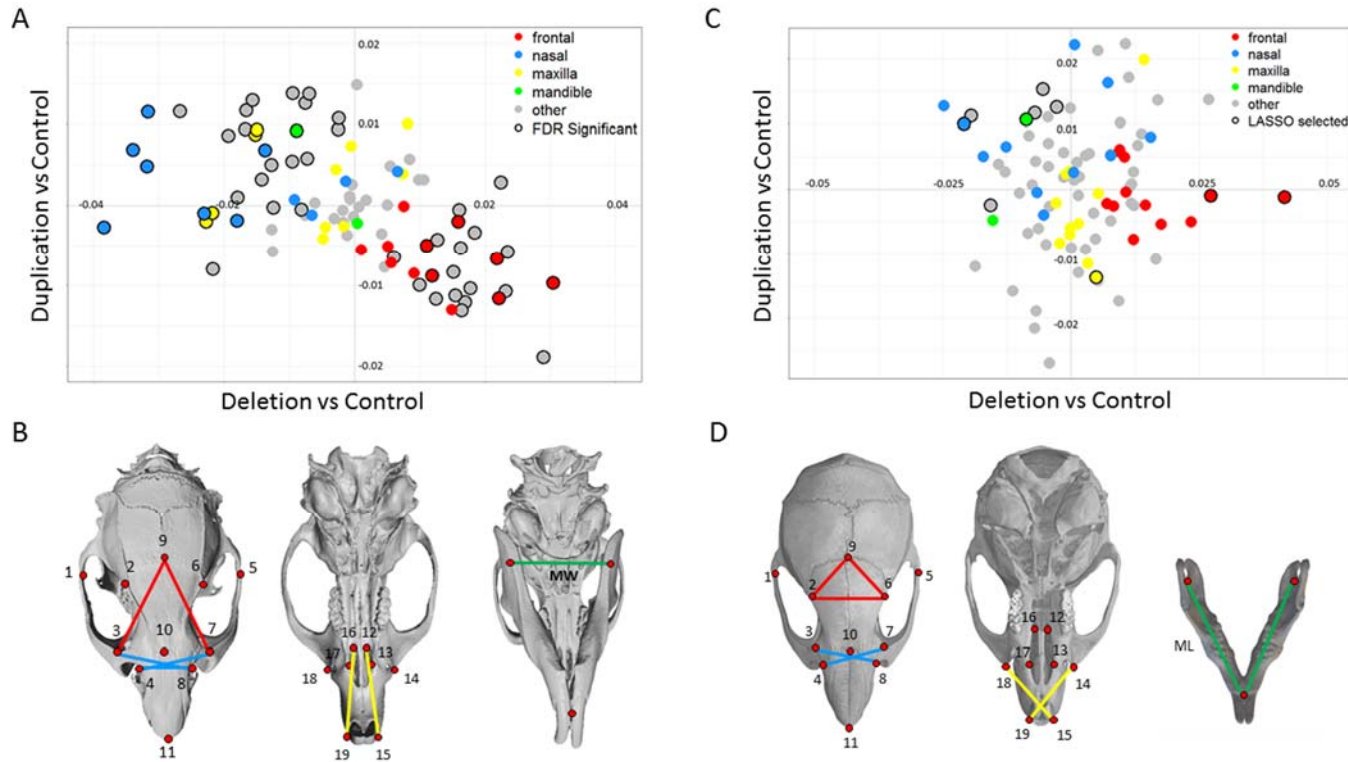 A
Duplication vs Control
0.02
0.01
-0.04
-0.02
0.02
0.04
-0.01
-0.02
frontal
nasal
maxilla
mandible
other
FDR Significant
Deletion vs Control
C
Duplication vs Control
0.02
0.01
-0.05
-0.025
0.025
0.05
-0.01
-0.02
frontal
nasal
maxilla
mandible
other
LASSO selected
Deletion vs Control
B
9
1
2
6
5
3
10
7
4
8
11
16
12
17
13
18
14
19
15
MW
D
9
1
2
6
5
3
10
7
4
8
11
16
12
17
13
18
14
19
15
ML